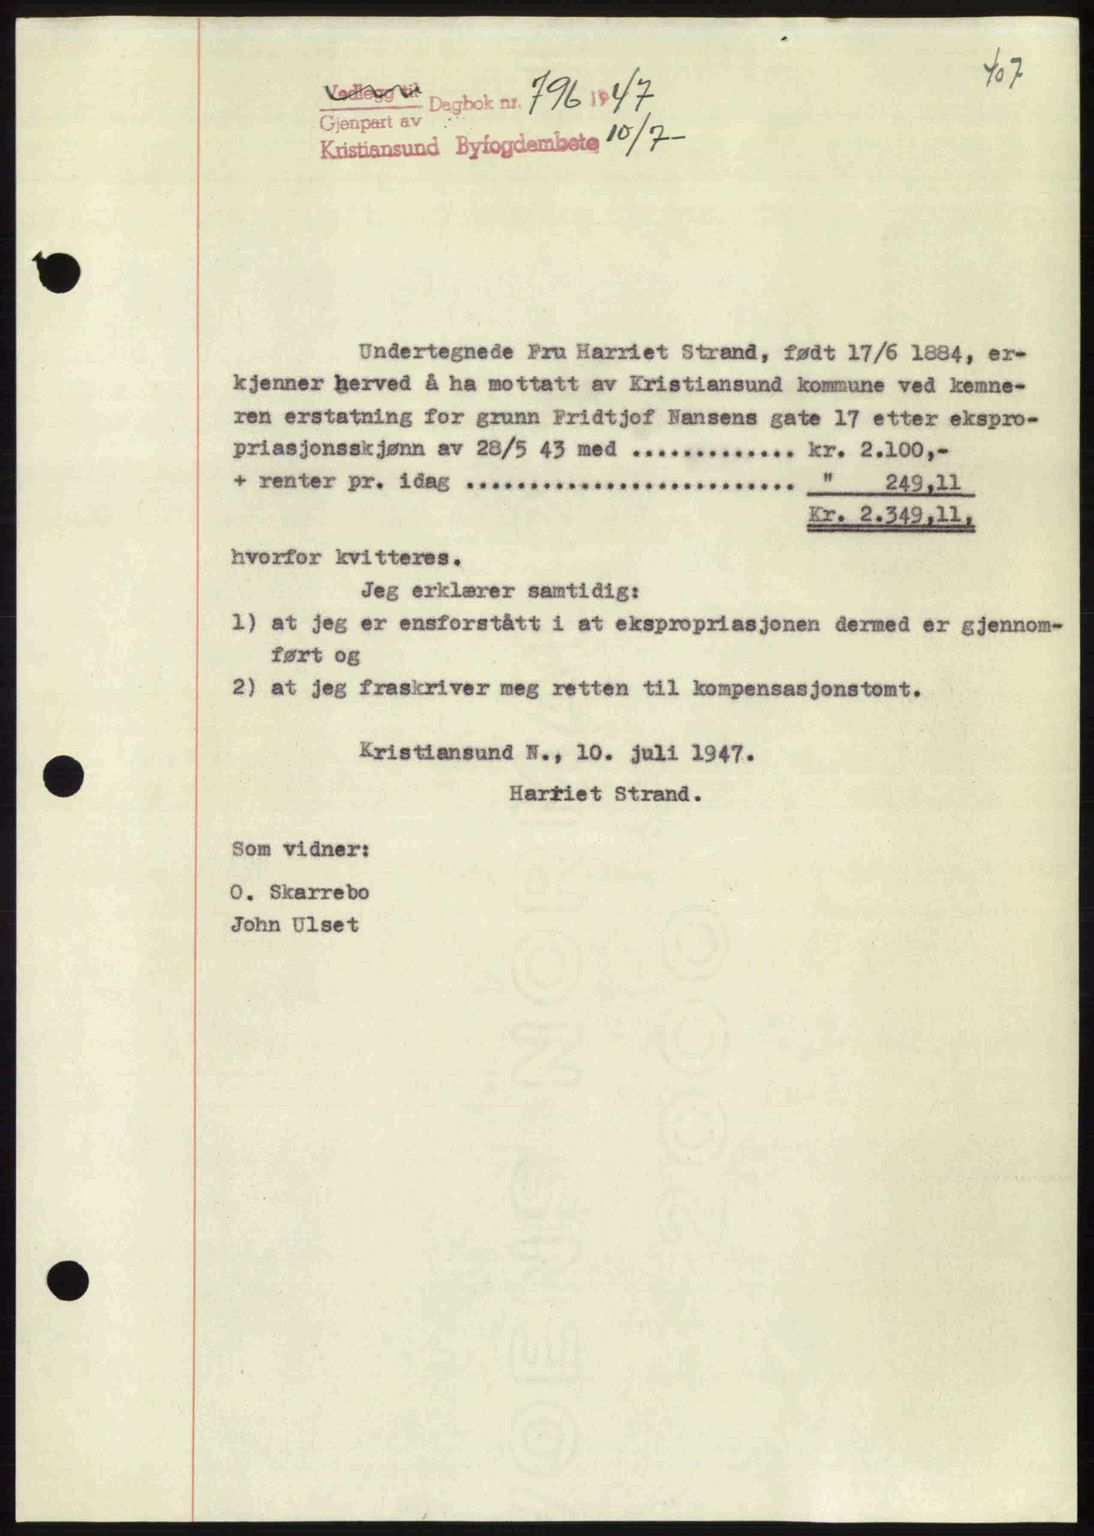 407
Vedlegg til
Dagbok nr. 796 1947
Gjenpart av
Kristiansund Byfogdembete 10/7-
Undertegnede Fru Harriet Strand, født 17/6 1884, er-
kjenner herved å ha mottatt av Kristiansund kommune ved kemne-
ren erstatning for grunn Fridtjof Nansens gate 17 etter ekspro-
priasjonsskjønn av 28/5 43 med ............. kr. 2.100,-
+ renter pr. idag .......................... " 249,11
Kr. 2.349,11,
hvorfor kvitteres.
Jeg erklærer samtidig:
1) at jeg er ensforstått i at ekspropriasjonen dermed er gjennom-
ført og
2) at jeg fraskriver meg retten til kompensasjonstomt.
Kristiansund N., 10. juli 1947.
Harriet Strand.
Som vidner:
O. Skarrebo
John Ulset